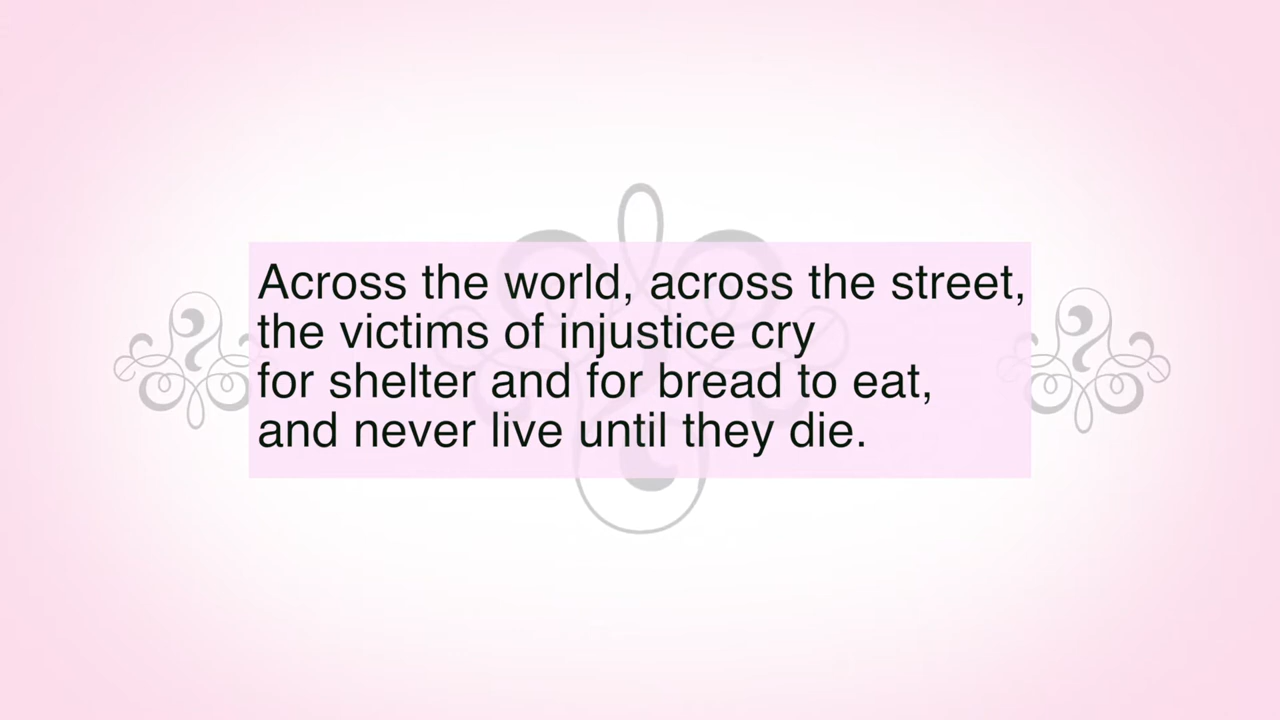 Across the world, across the street,
the victims of injustice cry
for shelter and for bread to eat,
and never live until they die.